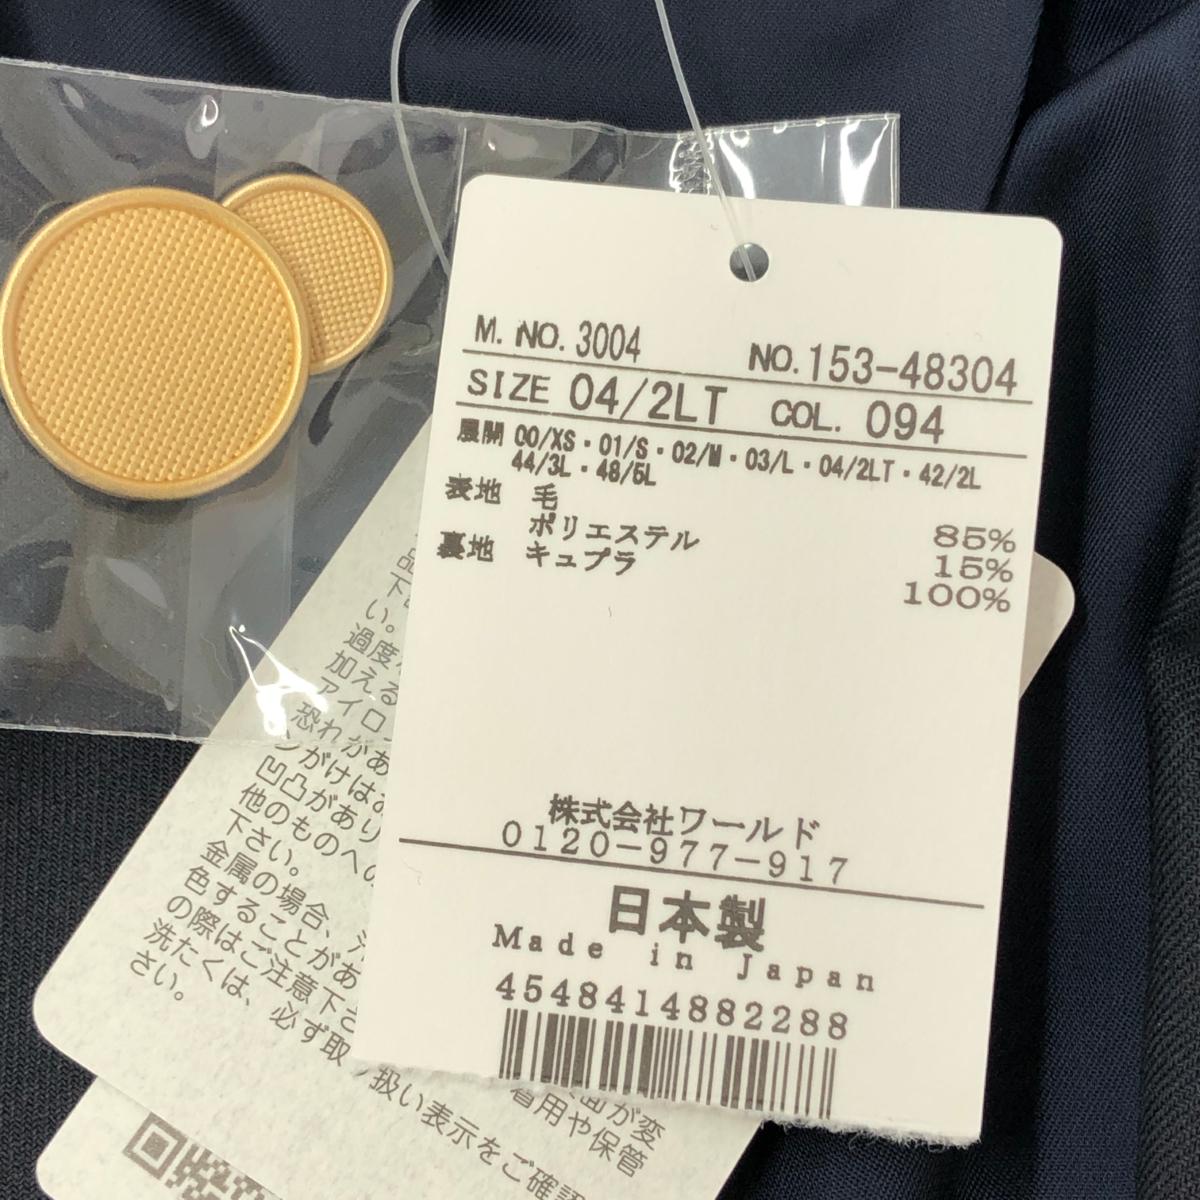 M. NO. 3004 NO. 153-48304
SIZE 04/2LT COL. 094
展開 00/XS・01/S・02/M・03/L・04/2LT・42/2L
44/3L・48/5L
表地 毛 85%
ポリエステル 15%
裏地 キュプラ 100%
株式会社ワールド
0120-977-917
日本製
Made in Japan
4548414882288
品
下
い。
過度
加える
アイロ
恐れがあ
ンがけはお
凹凸があり
他のものへの
下さい。
金属の場合、
色することがあ
の際はご注意下さ
洗たくは、必ず取り扱い表示をご確認
さい。
面が変
着用や保管